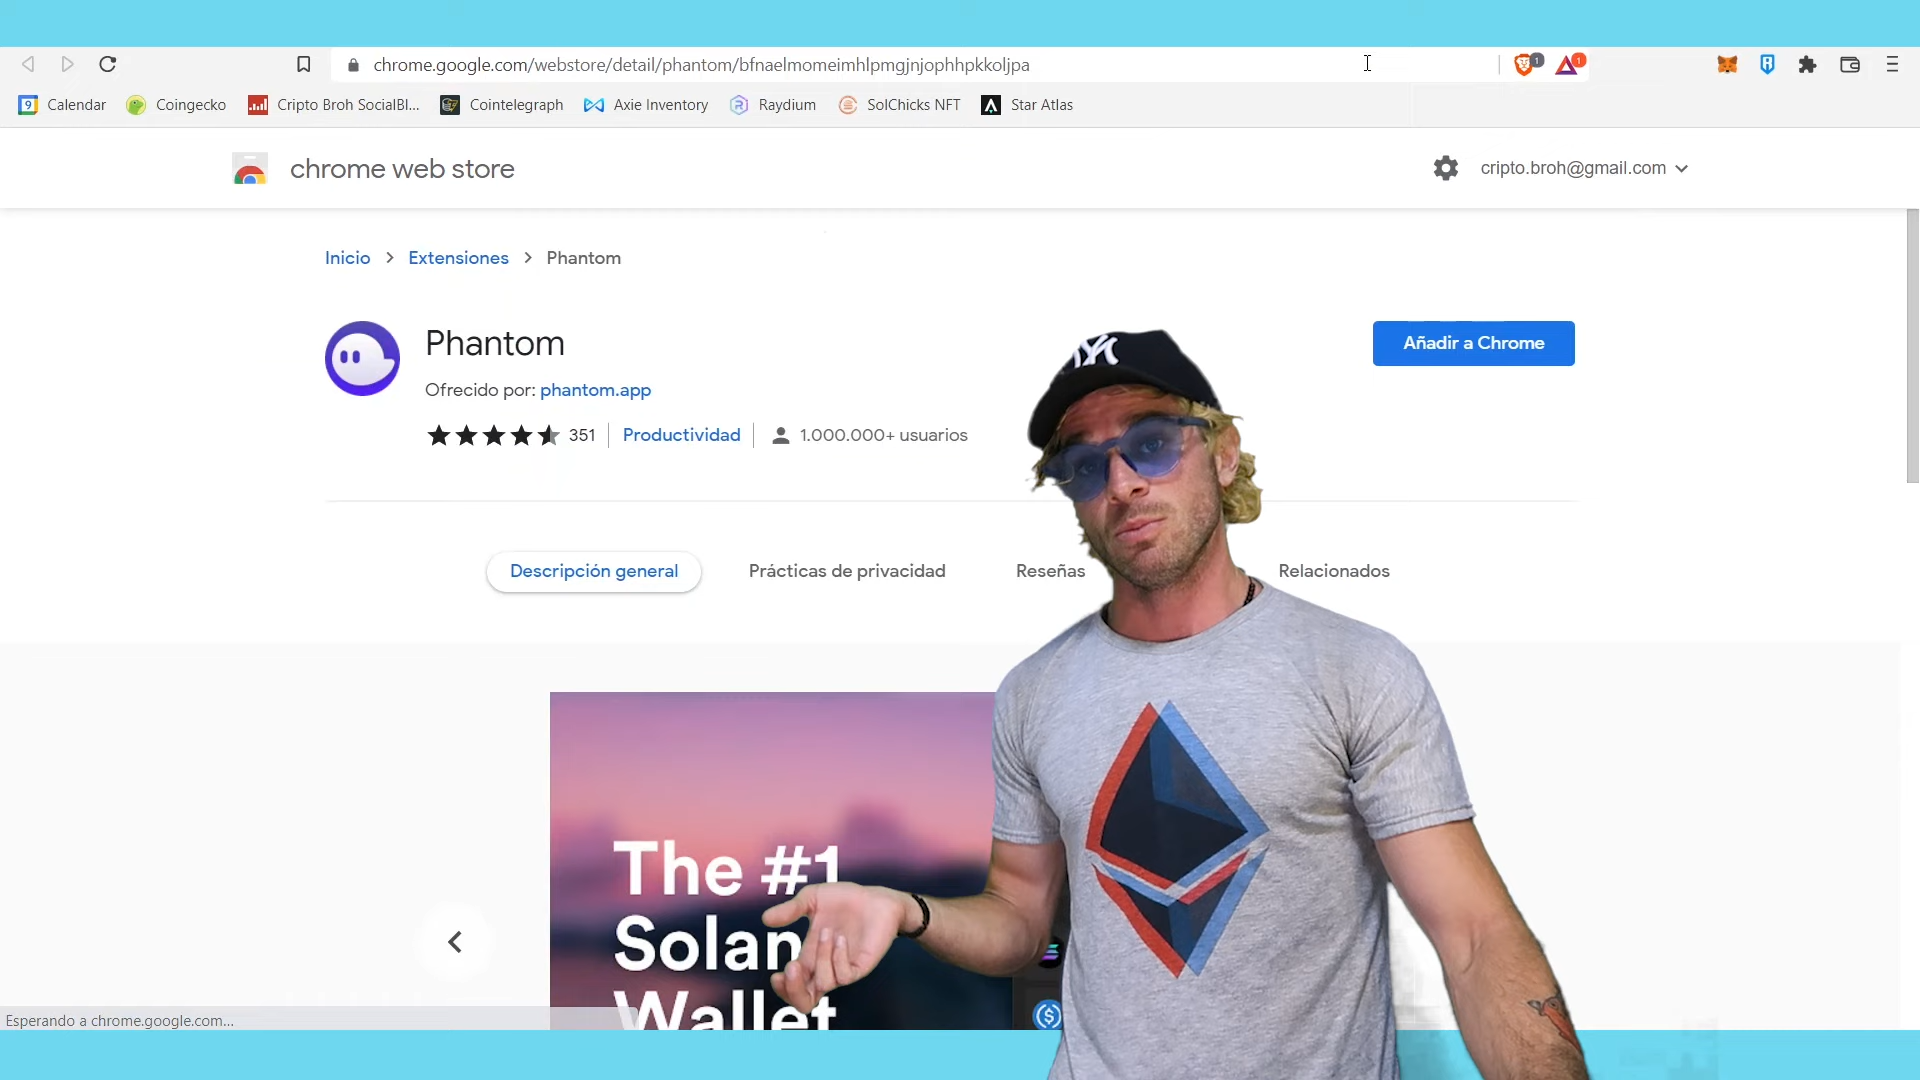 chrome.google.com/webstore/detail/phantom/bfnaelmomeimhlpmgjnjophhpkkoljpa
1
1
9 Calendar
Coingecko
Cripto Broh SocialBl...
Cointelegraph
Axie Inventory
Raydium
SolChicks NFT
Star Atlas
chrome web store
cripto.broh@gmail.com
Inicio > Extensiones > Phantom
Phantom
Añadir a Chrome
Ofrecido por: phantom.app
351
Productividad
1.000.000+ usuarios
Descripción general
Prácticas de privacidad
Reseñas
Relacionados
The #1
Solan
Wallet
Esperando a chrome.google.com...